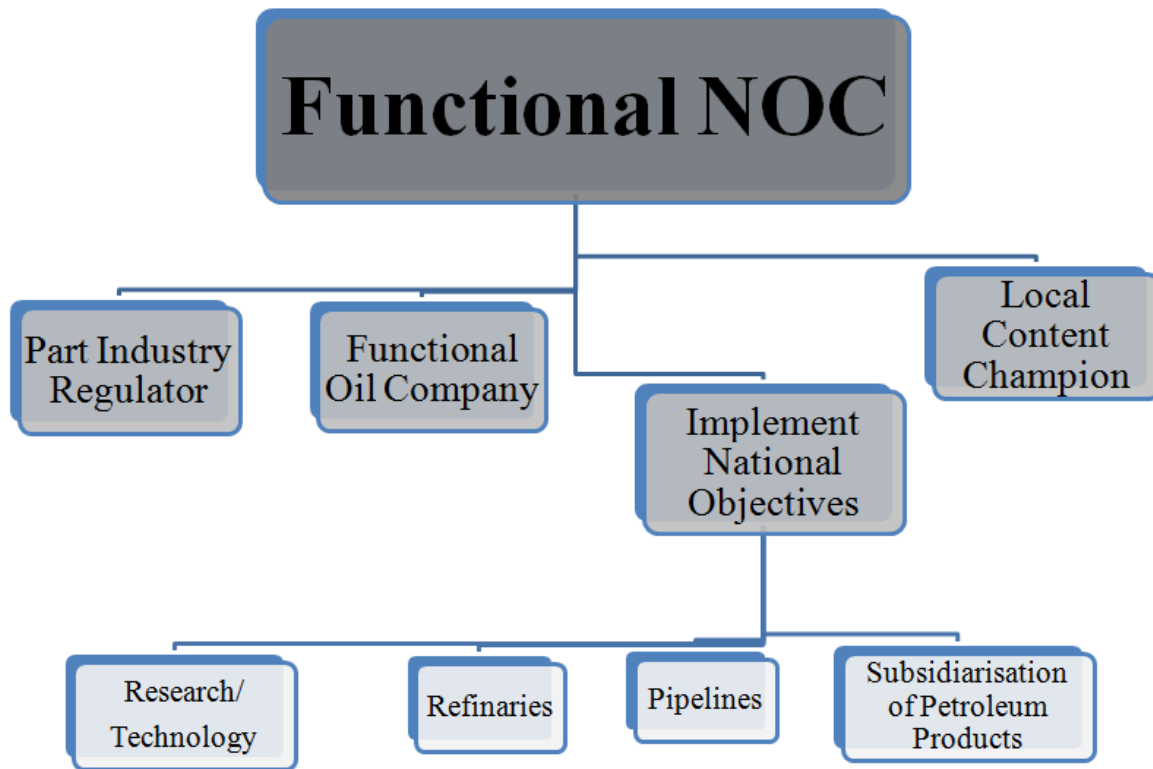 Functional NOC
Part Industry
Regulator
Functional
Oil Company
Implement
National
Objectives
Local
Content
Champion
Research/
Technology
Refinaries
Pipelines
Subsidiarisation
of Petroleum
Products